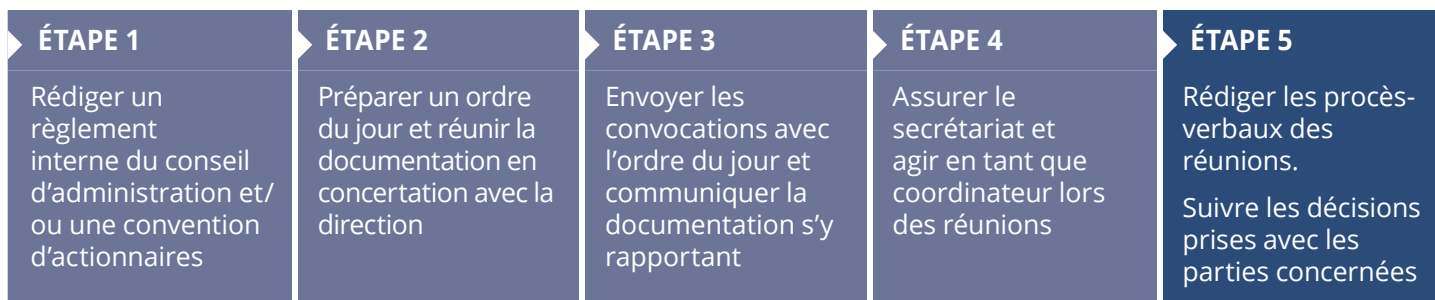 ÉTAPE 1
Rédiger un
règlement
interne du conseil
d'administration et/
ou une convention
d'actionnaires
ÉTAPE 2
Préparer un ordre
du jour et réunir la
documentation en
concertation avec la
direction
ÉTAPE 3
Envoyer les
convocations avec
l'ordre du jour et
communiquer la
documentation s'y
rapportant
ÉTAPE 4
Assurer le
secrétariat et
agir en tant que
coordinateur lors
des réunions
ÉTAPE 5
Rédiger les procès-
verbaux des
réunions.
Suivre les décisions
prises avec les
parties concernées